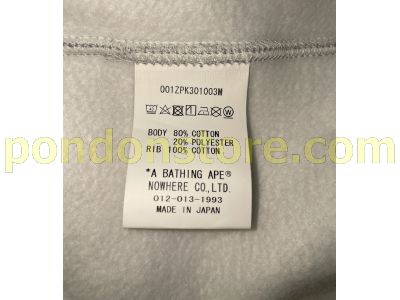 001ZPK301003M
BODY 80% COTTON
20% POLYESTER
RIB 100% COTTON
pondonstore.com
*A BATHING APE®
NOWHERE CO.,LTD.
012-013-1993
MADE IN JAPAN